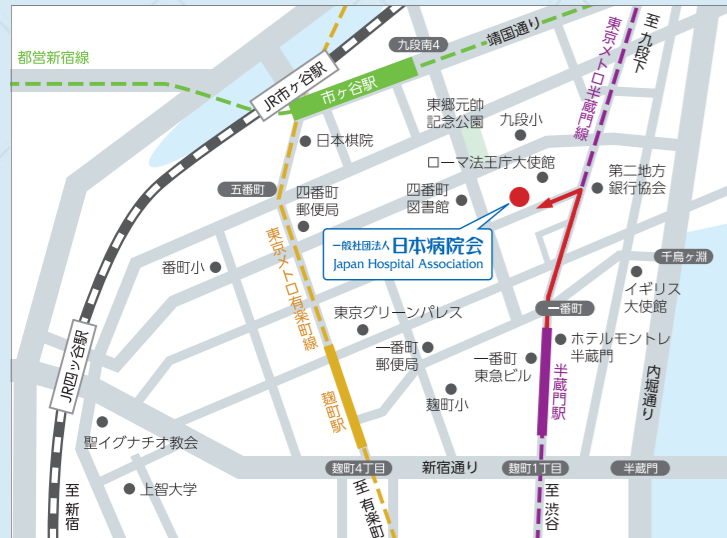 至 九段下
九段南4
靖国通り
都営新宿線
JR市ヶ谷駅
市ヶ谷駅
東京メトロ半蔵門線
東郷元帥
記念公園
九段小
日本棋院
ローマ法王庁大使館
第二地方
銀行協会
五番町
四番町
郵便局
四番町
図書館
一般社団法人 日本病院会
Japan Hospital Association
東京メトロ有楽町線
番町小
千鳥ヶ淵
イギリス
大使館
一番町
東京グリーンパレス
ホテルモントレ
半蔵門
一番町
郵便局
一番町
東急ビル
半蔵門駅
内堀通り
JR四ッ谷駅
麹町駅
麹町小
聖イグナチオ教会
麹町4丁目
新宿通り
麹町1丁目
半蔵門
上智大学
至 新宿
至 有楽町
至 渋谷